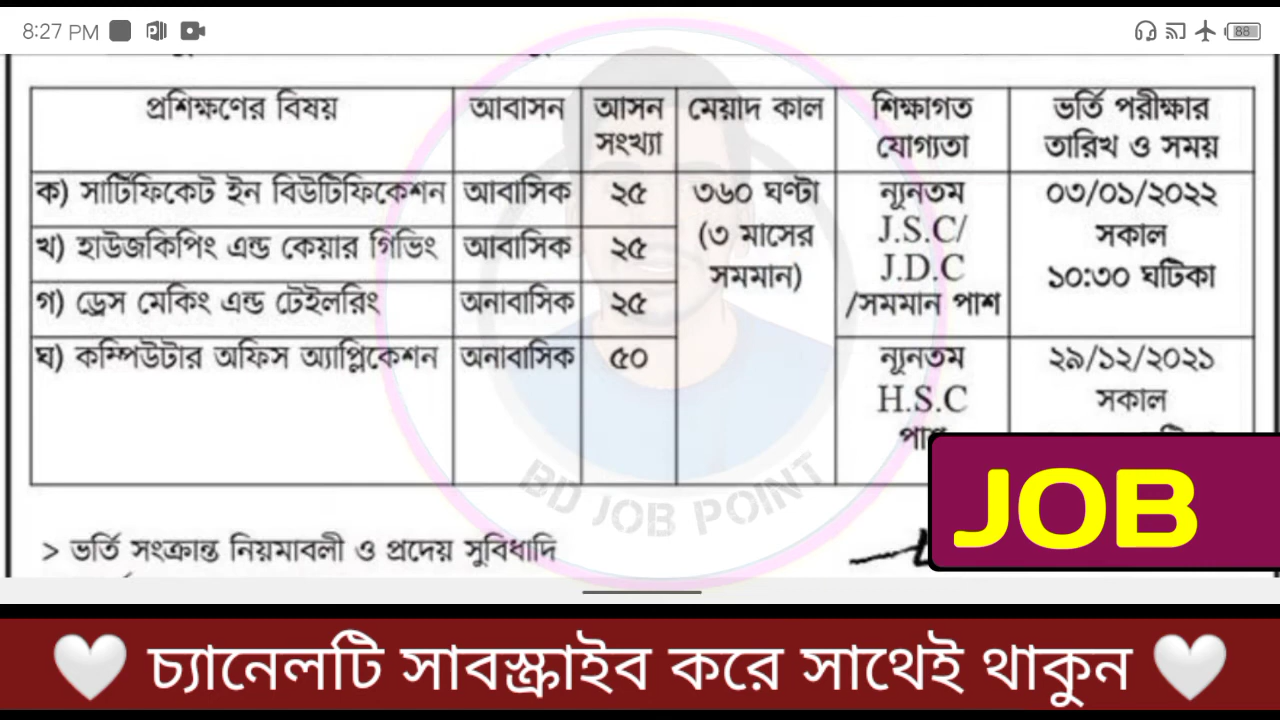 8:27 PM
88
প্রশিক্ষণের বিষয় আবাসন আসন সংখ্যা মেয়াদ কাল শিক্ষাগত যোগ্যতা ভর্তি পরীক্ষার তারিখ ও সময়
ক) সার্টিফিকেট ইন বিউটিফিকেশন আবাসিক ২৫ ৩৬০ ঘণ্টা (৩ মাসের সমমান) ন্যূনতম J.S.C/ J.D.C /সমমান পাশ ০৩/০১/২০২২ সকাল ১০:৩০ ঘটিকা
খ) হাউজকিপিং এন্ড কেয়ার গিভিং আবাসিক ২৫
গ) ড্রেস মেকিং এন্ড টেইলরিং অনাবাসিক ২৫
ঘ) কম্পিউটার অফিস অ্যাপ্লিকেশন অনাবাসিক ৫০ ন্যূনতম H.S.C ২৯/১২/২০২১ সকাল
BD JOB POINT
JOB
> ভর্তি সংক্রান্ত নিয়মাবলী ও প্রদেয় সুবিধাদি
চ্যানেলটি সাবস্ক্রাইব করে সাথেই থাকুন